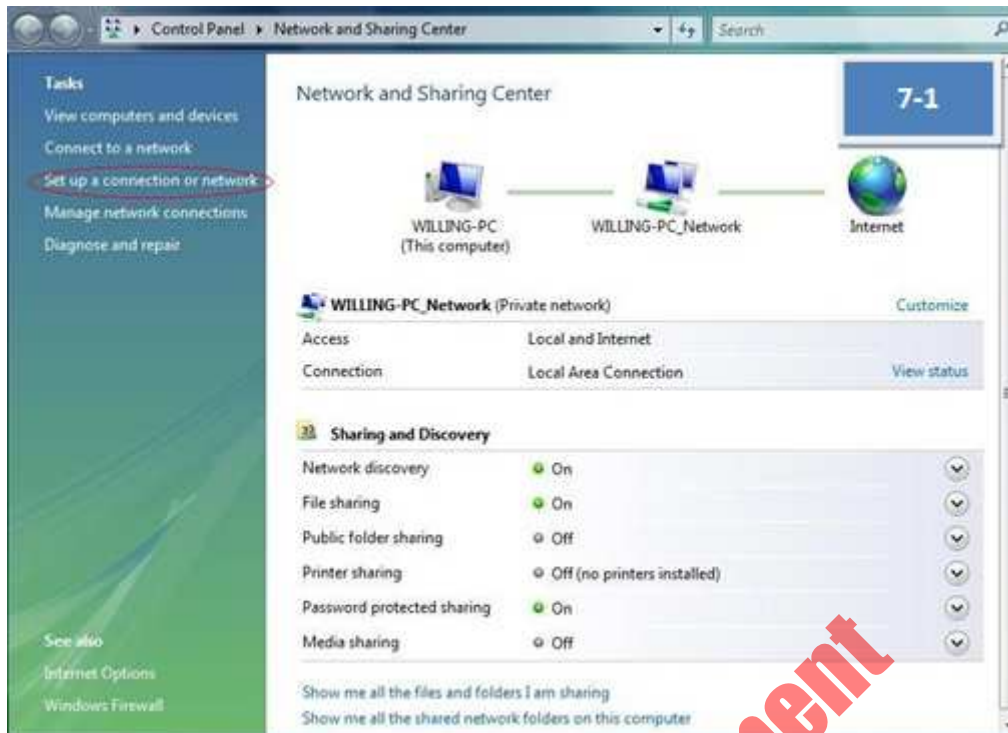 Control Panel ▸ Network and Sharing Center
Search
Tasks
View computers and devices
Connect to a network
Set up a connection or network
Manage network connections
Diagnose and repair
See also
Internet Options
Windows Firewall
Network and Sharing Center
7-1
WILLING-PC
(This computer)
WILLING-PC_Network
Internet
WILLING-PC_Network (Private network)
Customize
Access Local and Internet
Connection Local Area Connection View status
Sharing and Discovery
Network discovery On
File sharing On
Public folder sharing Off
Printer sharing Off (no printers installed)
Password protected sharing On
Media sharing Off
Show me all the files and folders I am sharing
Show me all the shared network folders on this computer